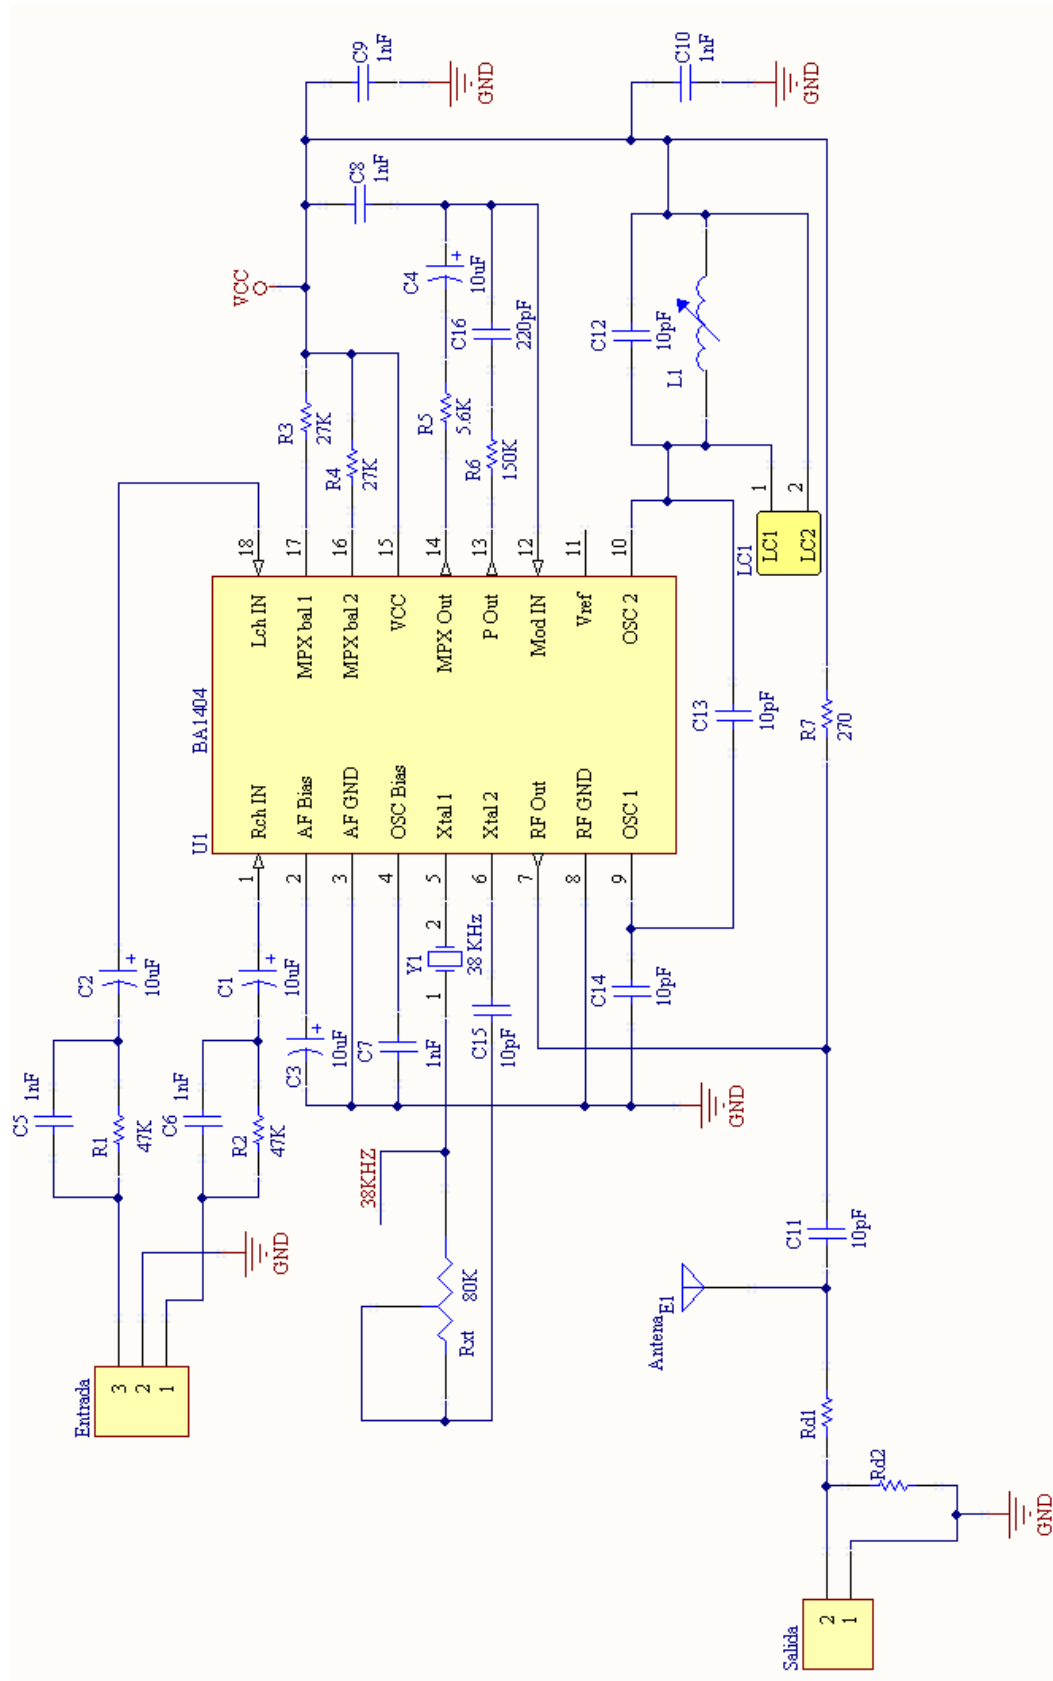 Entrada
3
2
1
C5
1nF
R1
47K
C2
10uF
C6
1nF
R2
47K
C1
10uF
GND
C3
10uF
C7
1nF
38KHZ
Y1
1
2
38 KHz
C15
10pF
80K
Rxt
C14
10pF
GND
U1
BA1404
1
Rch IN
2
AF Bias
3
AF GND
4
OSC Bias
5
Xtal 1
6
Xtal 2
7
RF Out
8
RF GND
9
OSC 1
Lch IN
18
MPX bal 1
17
MPX bal 2
16
VCC
15
MPX Out
14
P Out
13
Mod IN
12
Vref
11
OSC 2
10
R3
27K
R4
27K
R5
5.6K
R6
150K
VCC
C9
1nF
GND
C8
1nF
C4
10uF
C16
220pF
C10
1nF
GND
C12
10pF
L1
LC1
LC1
LC2
1
2
C13
10pF
R7
270
C11
10pF
Antena
E1
Rd1
Rd2
GND
Salida
2
1